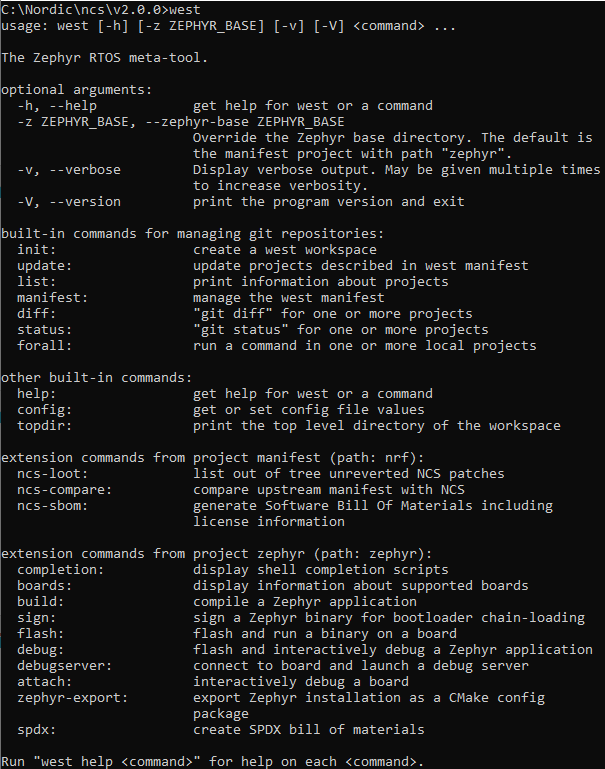 C:\Nordic\ncs\v2.0.0>west
usage: west [-h] [-z ZEPHYR_BASE] [-v] [-V] <command> ...

The Zephyr RTOS meta-tool.

optional arguments:
  -h, --help            get help for west or a command
  -z ZEPHYR_BASE, --zephyr-base ZEPHYR_BASE
                        Override the Zephyr base directory. The default is
                        the manifest project with path "zephyr".
  -v, --verbose         Display verbose output. May be given multiple times
                        to increase verbosity.
  -V, --version         print the program version and exit

built-in commands for managing git repositories:
  init:                 create a west workspace
  update:               update projects described in west manifest
  list:                 print information about projects
  manifest:             manage the west manifest
  diff:                 "git diff" for one or more projects
  status:               "git status" for one or more projects
  forall:               run a command in one or more local projects

other built-in commands:
  help:                 get help for west or a command
  config:               get or set config file values
  topdir:               print the top level directory of the workspace

extension commands from project manifest (path: nrf):
  ncs-loot:             list out of tree unreverted NCS patches
  ncs-compare:          compare upstream manifest with NCS
  ncs-sbom:             generate Software Bill Of Materials including
                        license information

extension commands from project zephyr (path: zephyr):
  completion:           display shell completion scripts
  boards:               display information about supported boards
  build:                compile a Zephyr application
  sign:                 sign a Zephyr binary for bootloader chain-loading
  flash:                flash and run a binary on a board
  debug:                flash and interactively debug a Zephyr application
  debugserver:          connect to board and launch a debug server
  attach:               interactively debug a board
  zephyr-export:        export Zephyr installation as a CMake config
                        package
  spdx:                 create SPDX bill of materials

Run "west help <command>" for help on each <command>.